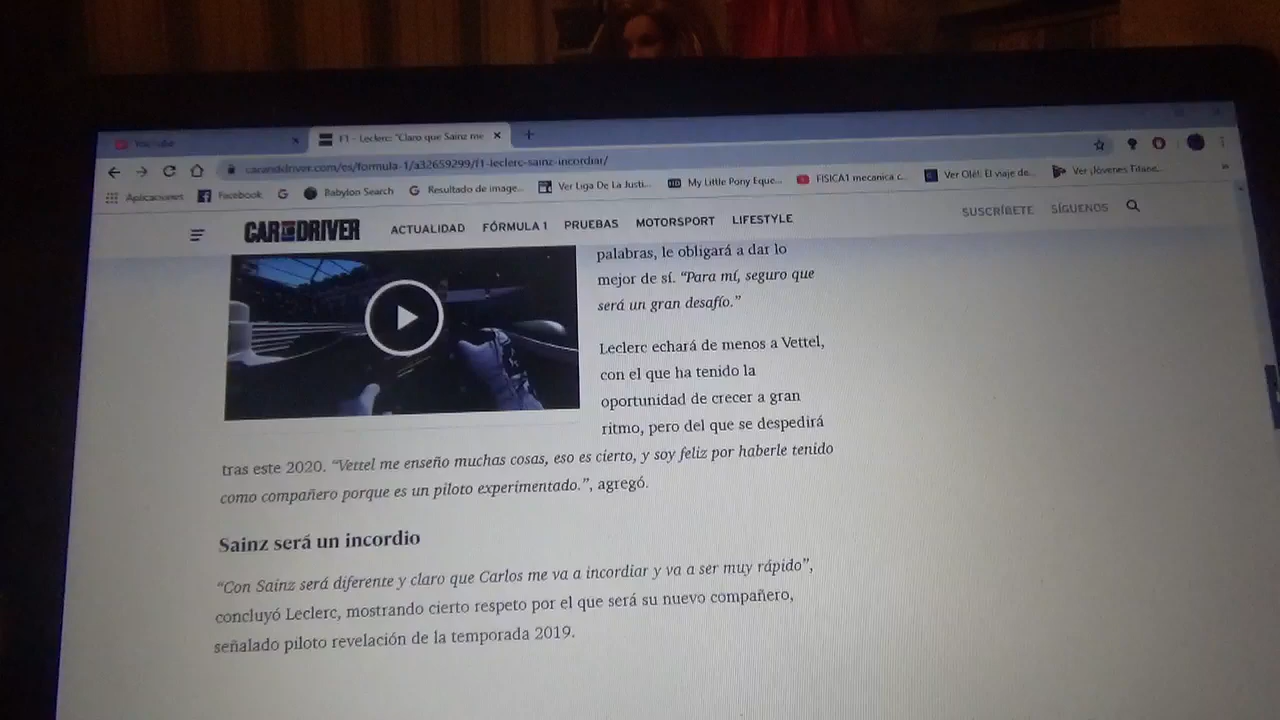 YouTube
F1 - Leclerc: "Claro que Sainz me
caranddriver.com/es/formula-1/a32659299/f1-leclerc-sainz-incordiar/
Aplicaciones Facebook Babylon Search Resultado de image... Ver Liga De La Justi... My Little Pony Eque... FISICA1 mecanica c... Ver Olé!: El viaje de... Ver ¡Jóvenes Titane...
CAR AND DRIVER ACTUALIDAD FÓRMULA 1 PRUEBAS MOTORSPORT LIFESTYLE SUSCRÍBETE SÍGUENOS
palabras, le obligará a dar lo
mejor de sí. “Para mí, seguro que
será un gran desafío.”
Leclerc echará de menos a Vettel,
con el que ha tenido la
oportunidad de crecer a gran
ritmo, pero del que se despedirá
tras este 2020. “Vettel me enseño muchas cosas, eso es cierto, y soy feliz por haberle tenido
como compañero porque es un piloto experimentado.”, agregó.
Sainz será un incordio
“Con Sainz será diferente y claro que Carlos me va a incordiar y va a ser muy rápido”,
concluyó Leclerc, mostrando cierto respeto por el que será su nuevo compañero,
señalado piloto revelación de la temporada 2019.